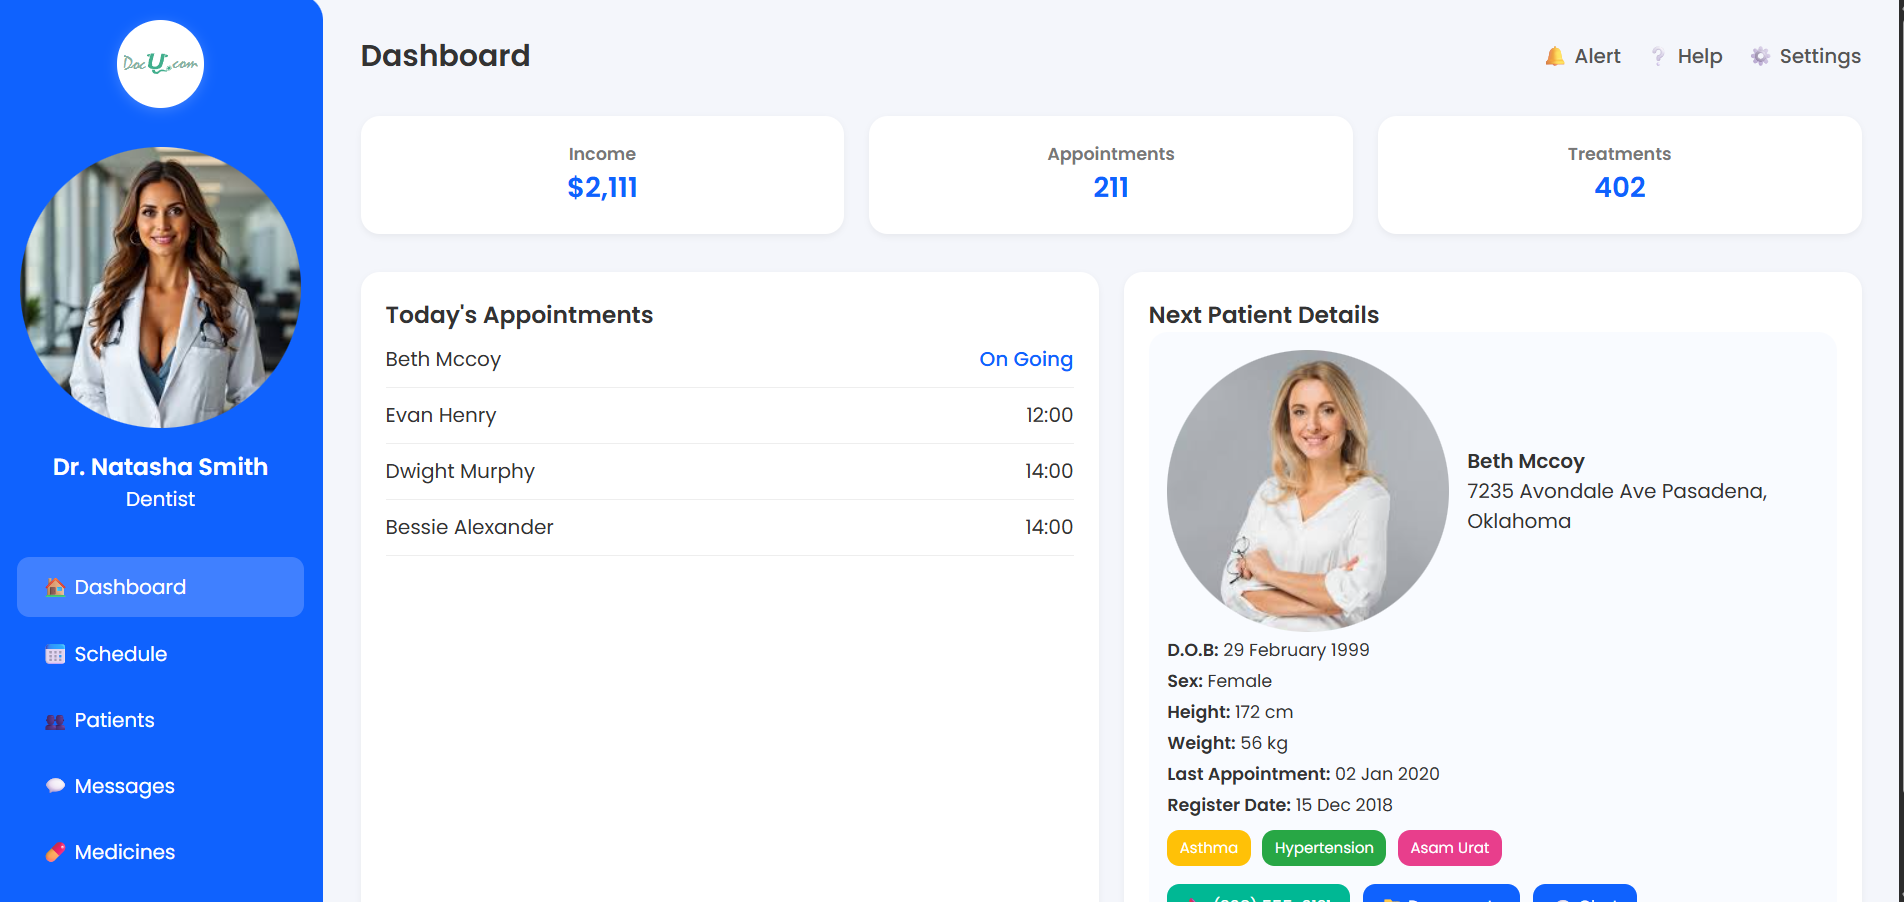 DocU.com
Dr. Natasha Smith
Dentist
Dashboard
Schedule
Patients
Messages
Medicines
Dashboard
Alert
Help
Settings
Income
$2,111
Appointments
211
Treatments
402
Today's Appointments
Beth Mccoy On Going
Evan Henry 12:00
Dwight Murphy 14:00
Bessie Alexander 14:00
Next Patient Details
Beth Mccoy
7235 Avondale Ave Pasadena,
Oklahoma
D.O.B: 29 February 1999
Sex: Female
Height: 172 cm
Weight: 56 kg
Last Appointment: 02 Jan 2020
Register Date: 15 Dec 2018
Asthma Hypertension Asam Urat